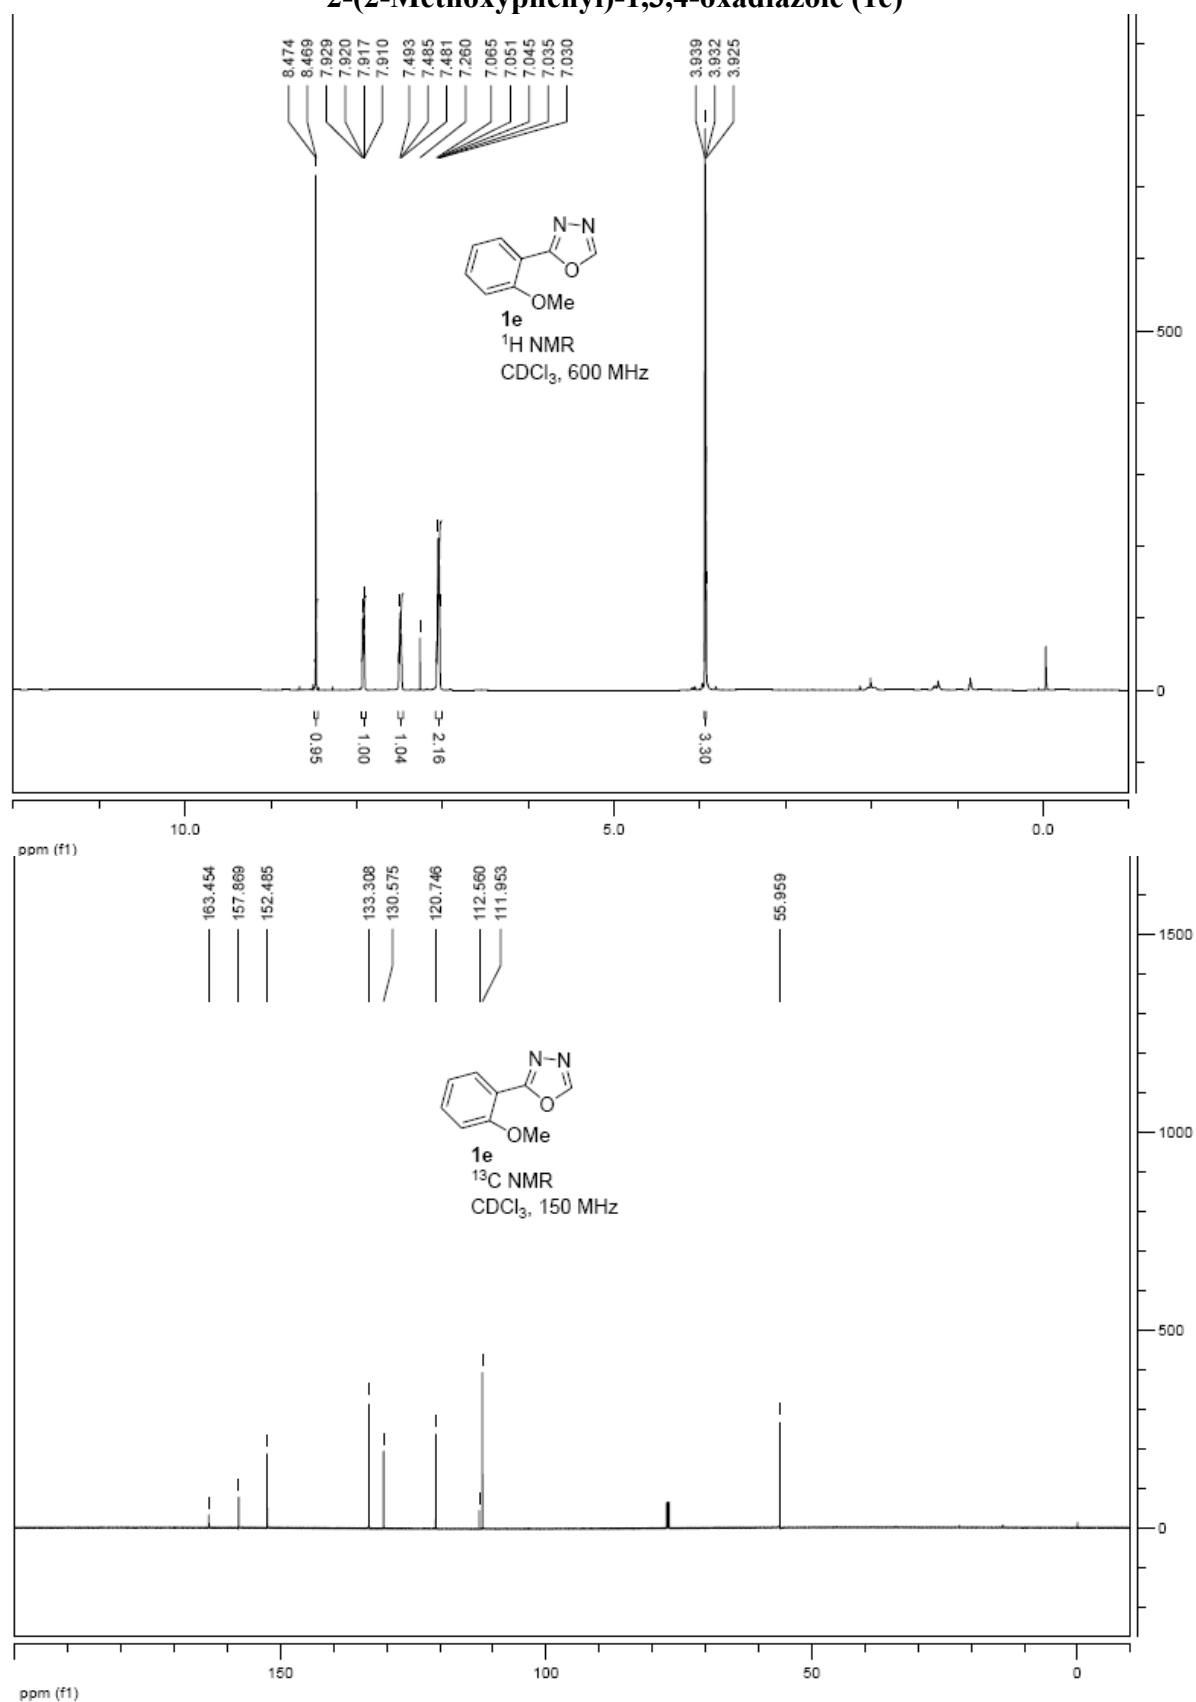 2-(2-Methoxyphenyl)-1,3,4-oxadiazole (1e)
8.474
8.469
7.929
7.920
7.917
7.910
7.493
7.485
7.481
7.260
7.065
7.051
7.045
7.035
7.030
3.939
3.932
3.925
N N
O
OMe
1e
¹H NMR
CDCl₃, 600 MHz
500
0
0.95
1.00
1.04
2.16
3.30
10.0 5.0 0.0
ppm (f1)
163.454
157.869
152.485
133.308
130.575
120.746
112.560
111.953
55.959
1500
N N
O
OMe
1e
¹³C NMR
CDCl₃, 150 MHz
1000
500
0
150 100 50 0
ppm (f1)